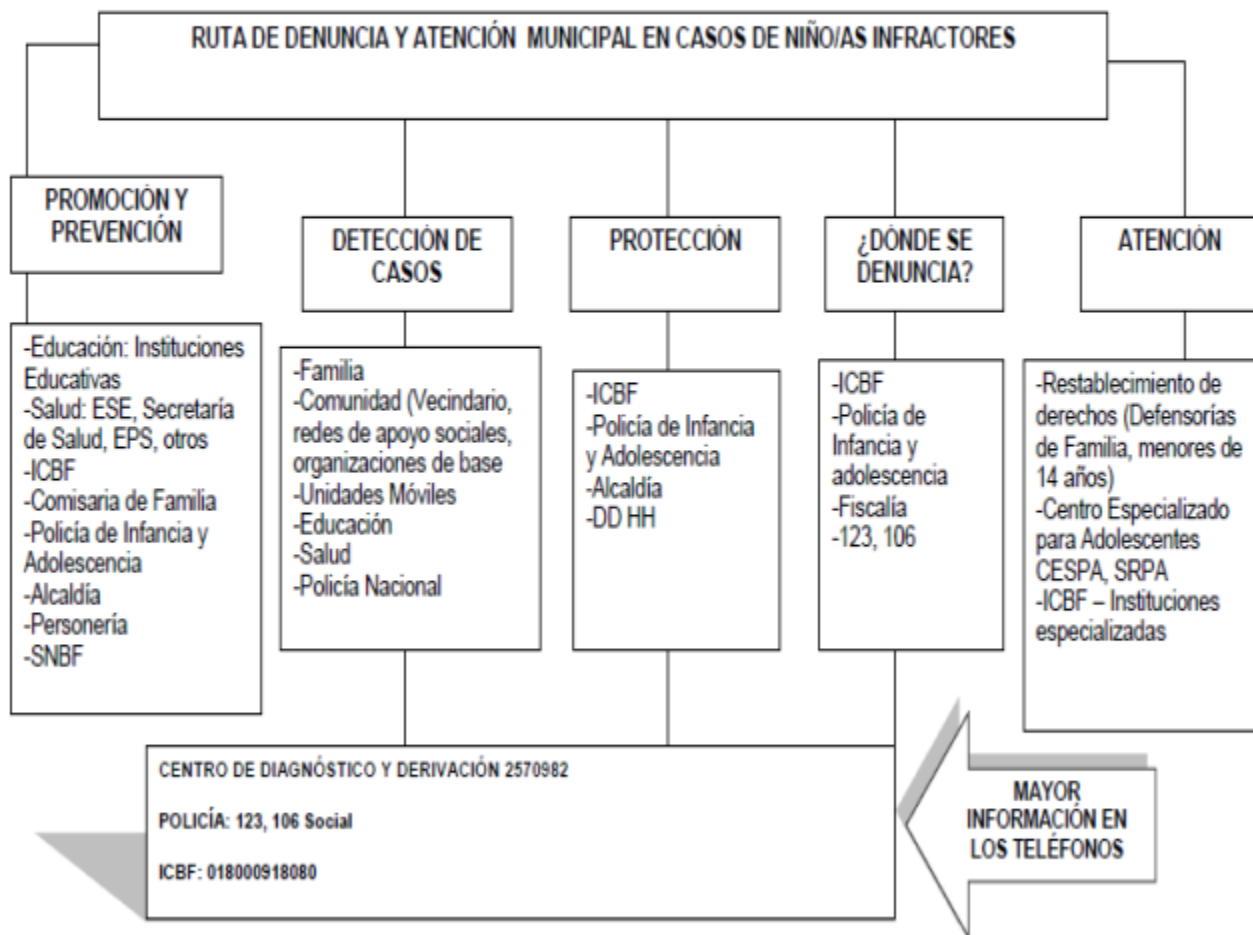 RUTA DE DENUNCIA Y ATENCIÓN MUNICIPAL EN CASOS DE NIÑO/AS INFRACTORES
PROMOCIÓN Y
PREVENCIÓN
-Educación: Instituciones
Educativas
-Salud: ESE, Secretaría
de Salud, EPS, otros
-ICBF
-Comisaria de Familia
-Policía de Infancia y
Adolescencia
-Alcaldía
-Personería
-SNBF
DETECCIÓN DE
CASOS
-Familia
-Comunidad (Vecindario,
redes de apoyo sociales,
organizaciones de base
-Unidades Móviles
-Educación
-Salud
-Policía Nacional
PROTECCIÓN
-ICBF
-Policía de Infancia
y Adolescencia
-Alcaldía
-DD HH
¿DÓNDE SE
DENUNCIA?
-ICBF
-Policía de
Infancia y
adolescencia
-Fiscalía
-123, 106
ATENCIÓN
-Restablecimiento de
derechos (Defensorías
de Familia, menores de
14 años)
-Centro Especializado
para Adolescentes
CESPA, SRPA
-ICBF – Instituciones
especializadas
CENTRO DE DIAGNÓSTICO Y DERIVACIÓN 2570982
POLICÍA: 123, 106 Social
ICBF: 018000918080
MAYOR
INFORMACIÓN EN
LOS TELÉFONOS